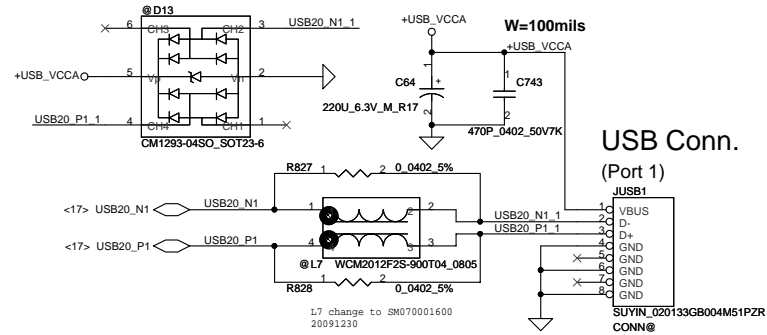 @D13
6 CH3 CH2 3 USB20_N1_1
+USB_VCCA 5 Vp Vn 2
USB20_P1_1 4 CH4 CH1 1
CM1293-04SO_SOT23-6
+USB_VCCA
W=100mils
+USB_VCCA
1
C64
+
220U_6.3V_M_R17
2
1
C743
2
470P_0402_50V7K
USB Conn.
(Port 1)
R827 1 2 0_0402_5%
<17> USB20_N1 USB20_N1 1 2 2 USB20_N1_1
<17> USB20_P1 USB20_P1 4 3 3 USB20_P1_1
@L7 WCM2012F2S-900T04_0805
R828 1 2 0_0402_5%
L7 change to SM070001600
20091230
JUSB1
1 VBUS
2 D-
3 D+
4 GND
5 GND
6 GND
7 GND
8 GND
SUYIN_020133GB004M51PZR
CONN@